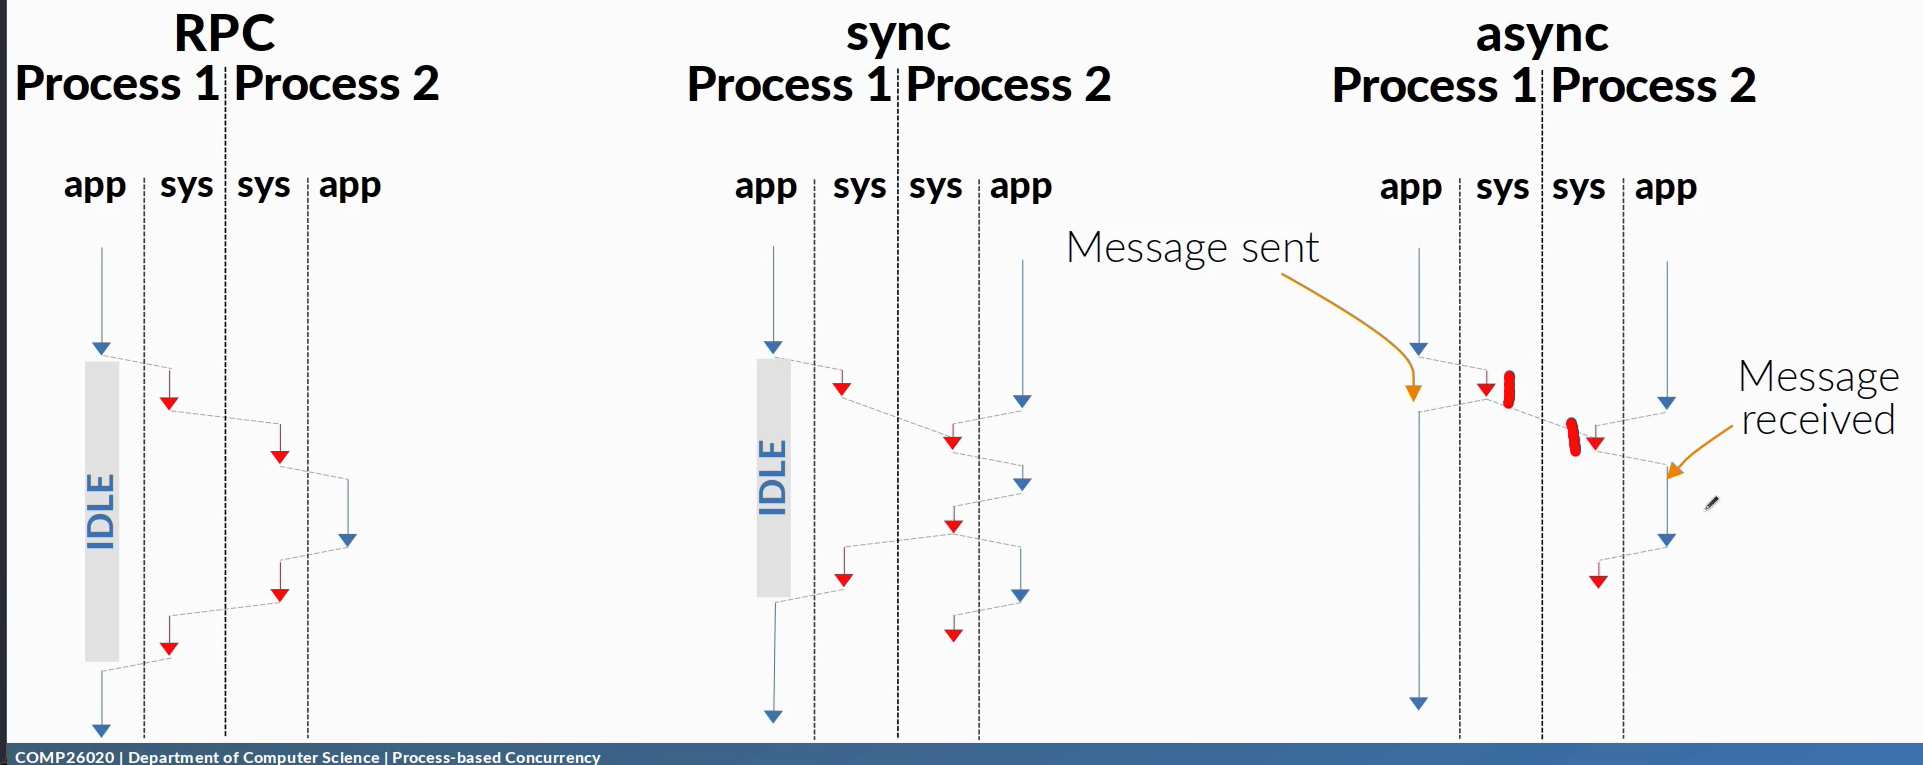 RPC
Process 1 Process 2
app sys sys app
IDLE
sync
Process 1 Process 2
app sys sys app
IDLE
async
Process 1 Process 2
app sys sys app
Message sent
Message
received
COMP26020 | Department of Computer Science | Process-based Concurrency